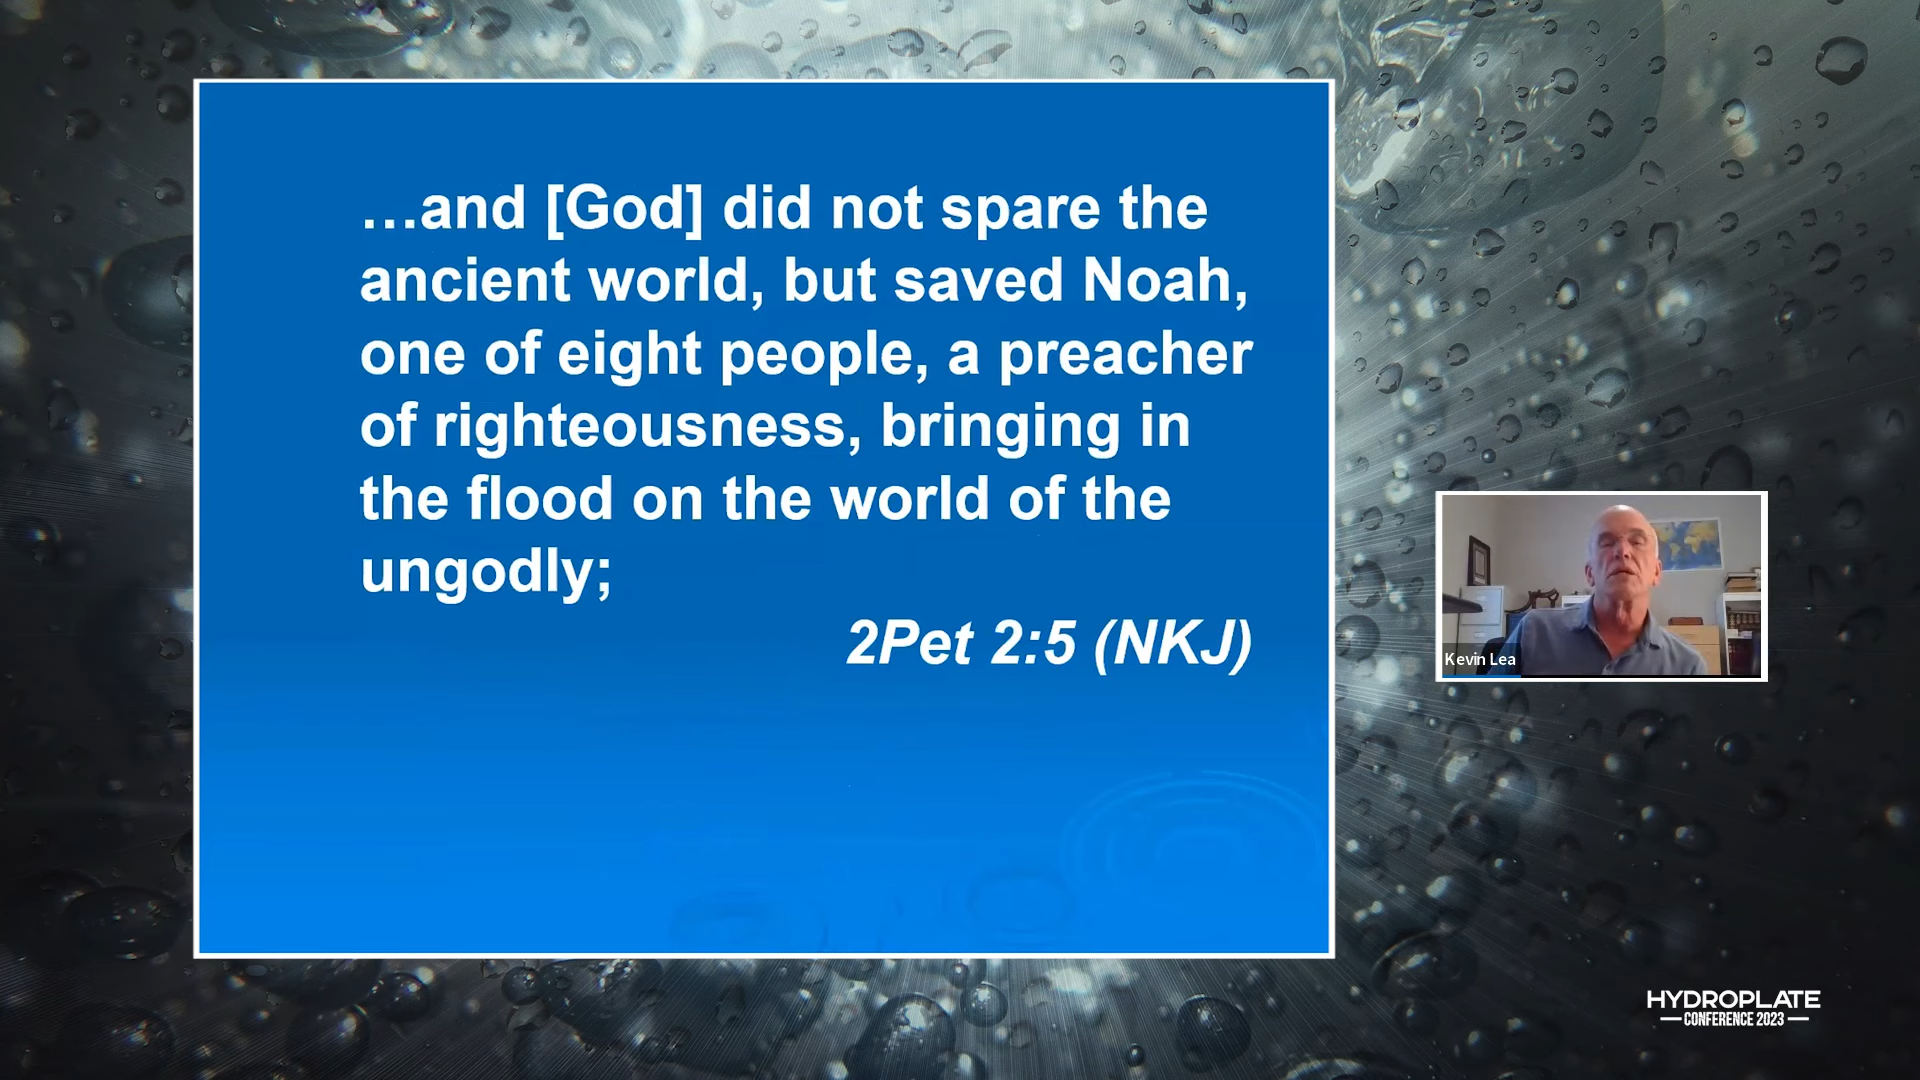 …and [God] did not spare the
ancient world, but saved Noah,
one of eight people, a preacher
of righteousness, bringing in
the flood on the world of the
ungodly;
2Pet 2:5 (NKJ)
Kevin Lea
HYDROPLATE
CONFERENCE 2023